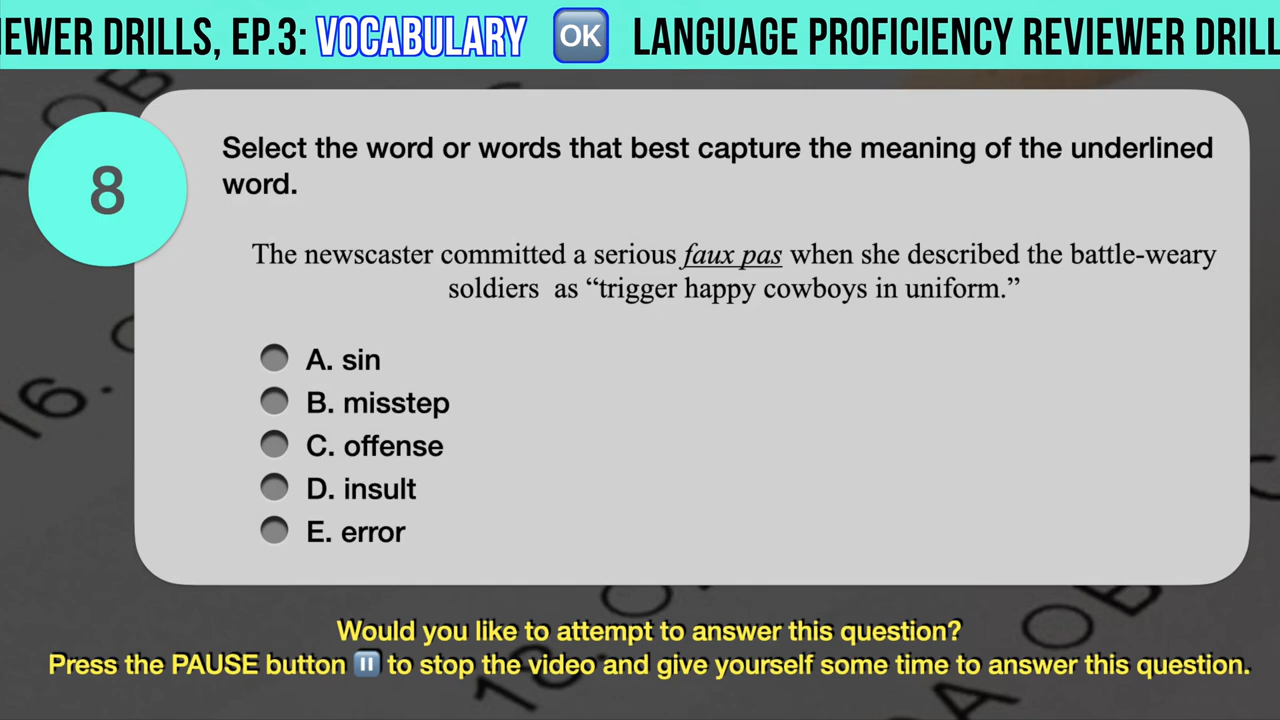 EWER DRILLS, EP.3: VOCABULARY OK LANGUAGE PROFICIENCY REVIEWER DRILL
8
Select the word or words that best capture the meaning of the underlined
word.
The newscaster committed a serious faux pas when she described the battle-weary
soldiers as “trigger happy cowboys in uniform.”
A. sin
B. misstep
C. offense
D. insult
E. error
Would you like to attempt to answer this question?
Press the PAUSE button ⏸ to stop the video and give yourself some time to answer this question.
16.
18.